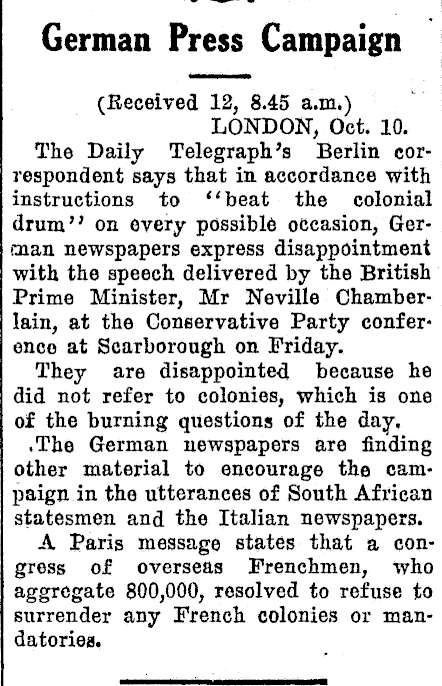 German Press Campaign
(Received 12, 8.45 a.m.)
LONDON, Oct. 10.
The Daily Telegraph's Berlin cor-
respondent says that in accordance with
instructions to "beat the colonial
drum" on every possible occasion, Ger-
man newspapers express disappointment
with the speech delivered by the British
Prime Minister, Mr Neville Chamber-
lain, at the Conservative Party confer-
ence at Scarborough on Friday.
They are disappointed because he
did not refer to colonies, which is one
of the burning questions of the day.
The German newspapers are finding
other material to encourage the cam-
paign in the utterances of South African
statesmen and the Italian newspapers.
A Paris message states that a con-
gress of overseas Frenchmen, who
aggregate 800,000, resolved to refuse to
surrender any French colonies or man-
datories.